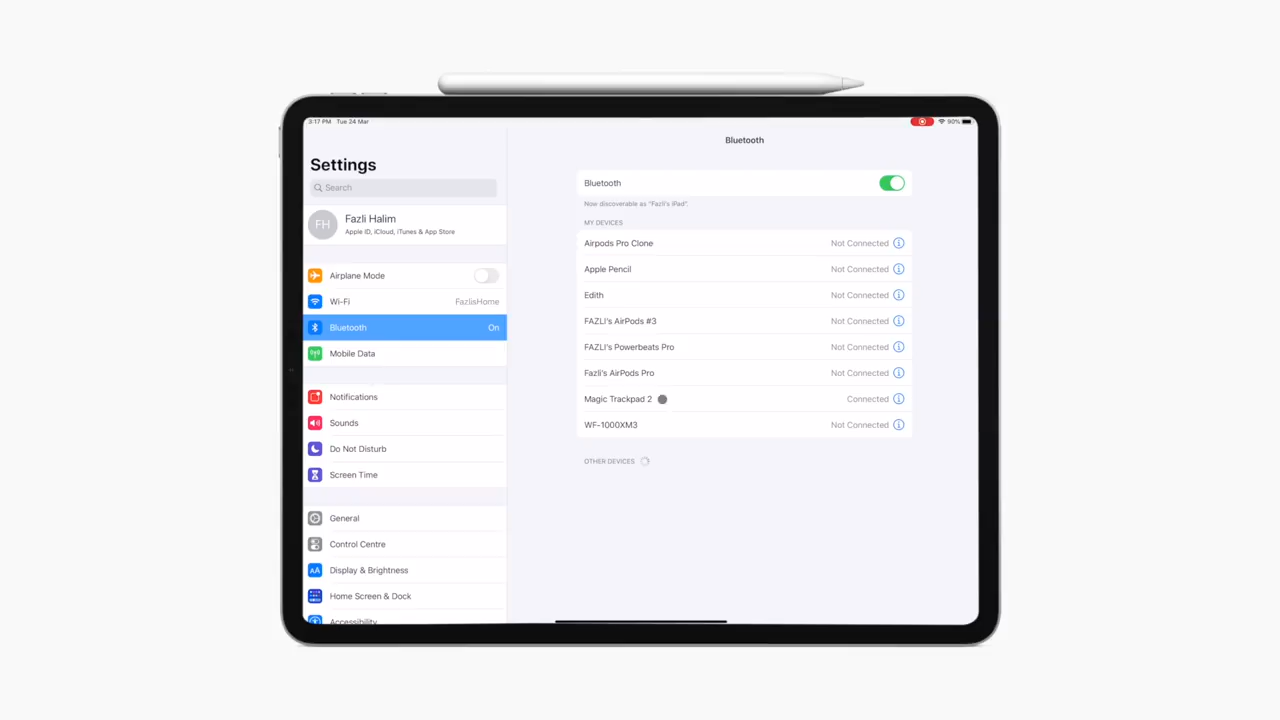 3:17 PM Tue 24 Mar
90%
Settings
Search
FH
Fazli Halim
Apple ID, iCloud, iTunes & App Store
Airplane Mode
Wi-Fi FazlisHome
Bluetooth On
Mobile Data
Notifications
Sounds
Do Not Disturb
Screen Time
General
Control Centre
AA Display & Brightness
Home Screen & Dock
Accessibility
Bluetooth
Bluetooth
Now discoverable as "Fazli's iPad".
MY DEVICES
Airpods Pro Clone Not Connected
Apple Pencil Not Connected
Edith Not Connected
FAZLI's AirPods #3 Not Connected
FAZLI's Powerbeats Pro Not Connected
Fazli's AirPods Pro Not Connected
Magic Trackpad 2 Connected
WF-1000XM3 Not Connected
OTHER DEVICES